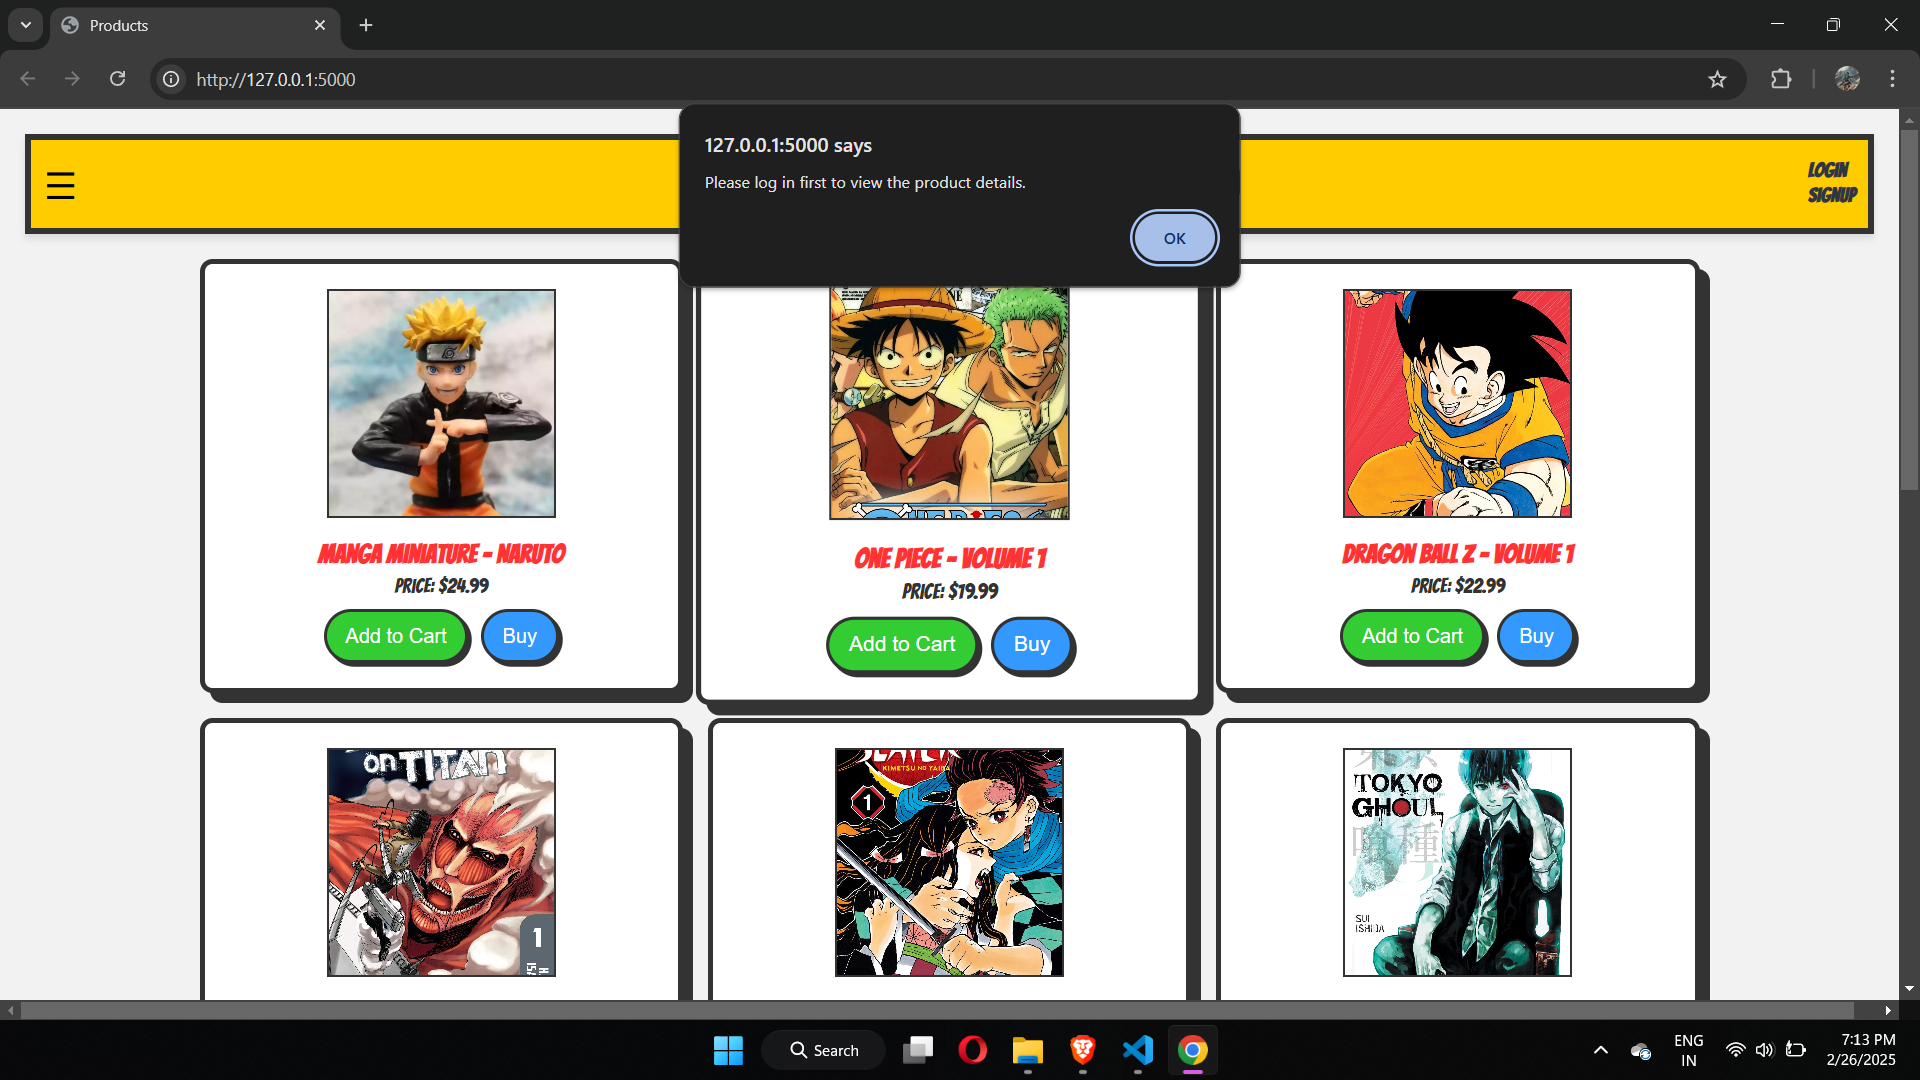 Products
http://127.0.0.1:5000
127.0.0.1:5000 says
Please log in first to view the product details.
OK
LOGIN
SIGNUP
MANGA MINIATURE - NARUTO
PRICE: $24.99
Add to Cart
Buy
ONE PIECE - VOLUME 1
PRICE: $19.99
Add to Cart
Buy
DRAGON BALL Z - VOLUME 1
PRICE: $22.99
Add to Cart
Buy
ON TITAN
1
KIMETSU NO YAIBA
1
TOKYO
GHOUL
喰種
SUI
ISHIDA
Search
ENG
IN
7:13 PM
2/26/2025